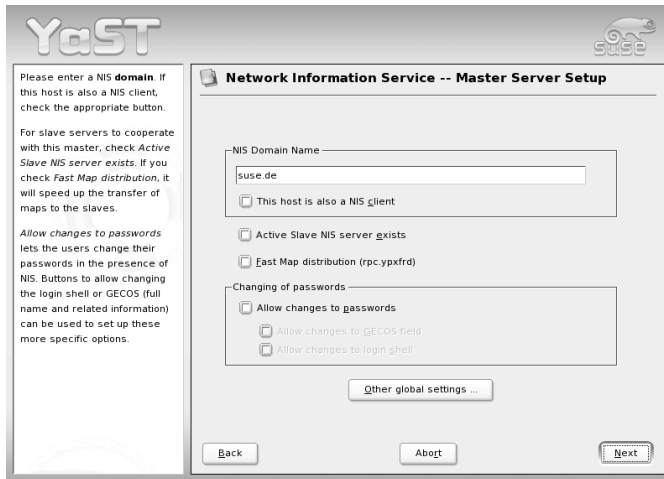 YaST
suse
Please enter a NIS domain. If
this host is also a NIS client,
check the appropriate button.
For slave servers to cooperate
with this master, check Active
Slave NIS server exists. If you
check Fast Map distribution, it
will speed up the transfer of
maps to the slaves.
Allow changes to passwords
lets the users change their
passwords in the presence of
NIS. Buttons to allow changing
the login shell or GECOS (full
name and related information)
can be used to set up these
more specific options.
Network Information Service -- Master Server Setup
NIS Domain Name
suse.de
This host is also a NIS client
Active Slave NIS server exists
Fast Map distribution (rpc.ypxfrd)
Changing of passwords
Allow changes to passwords
Allow changes to GECOS field
Allow changes to login shell
Other global settings ...
Back
Abort
Next